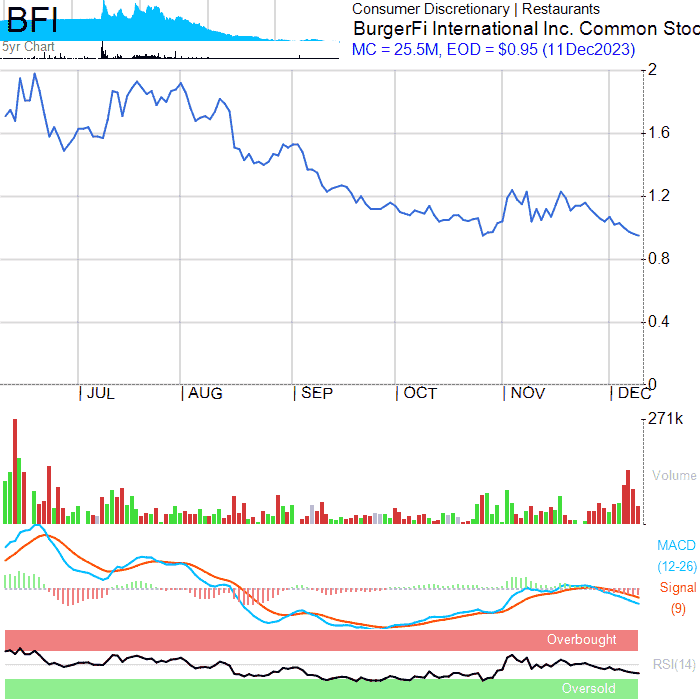 BFI
5yr Chart
Consumer Discretionary | Restaurants
BurgerFi International Inc. Common Stoc
MC = 25.5M, EOD = $0.95 (11Dec2023)
2
1.6
1.2
0.8
0.4
0
| JUL | AUG | SEP | OCT | NOV | DEC
271k
Volume
MACD
(12-26)
Signal
(9)
Overbought
RSI(14)
Oversold